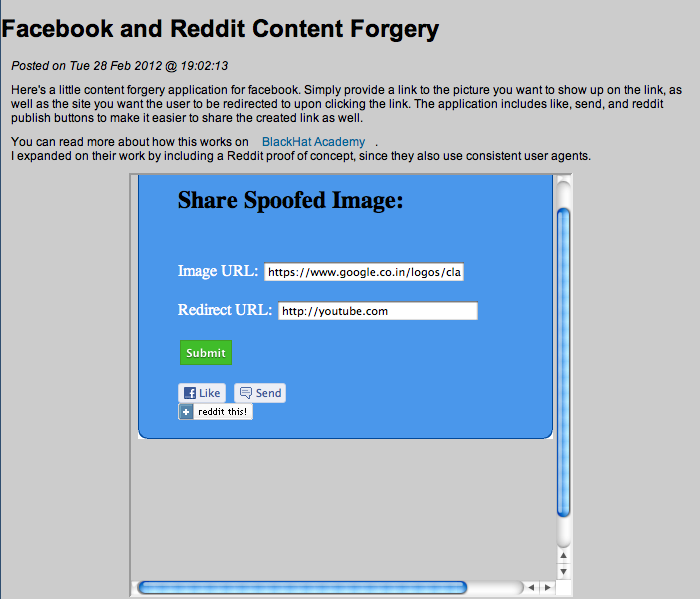 Facebook and Reddit Content Forgery
Posted on Tue 28 Feb 2012 @ 19:02:13
Here's a little content forgery application for facebook. Simply provide a link to the picture you want to show up on the link, as
well as the site you want the user to be redirected to upon clicking the link. The application includes like, send, and reddit
publish buttons to make it easier to share the created link as well.
You can read more about how this works on BlackHat Academy .
I expanded on their work by including a Reddit proof of concept, since they also use consistent user agents.
Share Spoofed Image:
Image URL: https://www.google.co.in/logos/cla
Redirect URL: http://youtube.com
Submit
Like Send
reddit this!